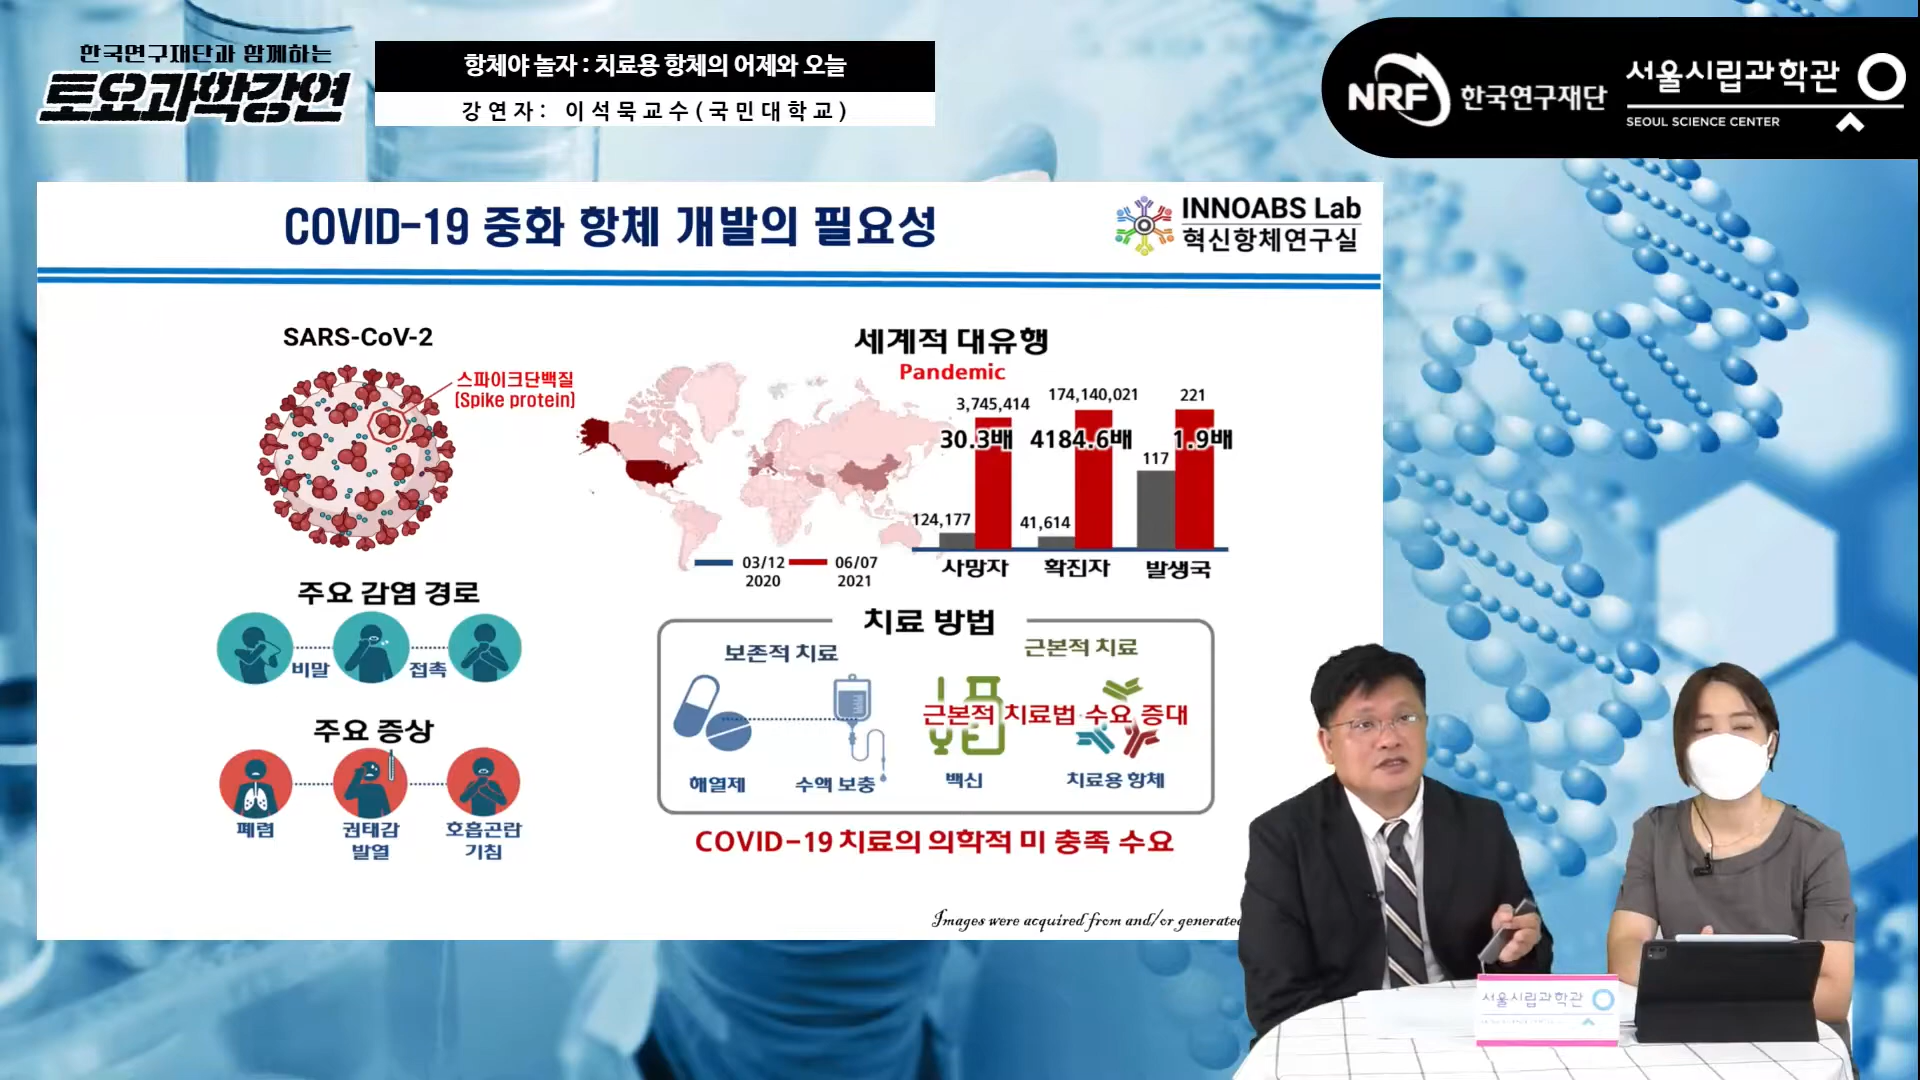 한국연구재단과 함께하는
토요과학강연
항체야 놀자 : 치료용 항체의 어제와 오늘
강연자: 이석묵교수(국민대학교)
NRF 한국연구재단
서울시립과학관
SEOUL SCIENCE CENTER
COVID-19 중화 항체 개발의 필요성
INNOABS Lab
혁신항체연구실
SARS-CoV-2
스파이크단백질
(Spike protein)
세계적 대유행
Pandemic
3,745,414
174,140,021
221
30.3배
4184.6배
1.9배
117
124,177
41,614
03/12
2020
06/07
2021
사망자
확진자
발생국
주요 감염 경로
비말
접촉
주요 증상
폐렴
권태감
발열
호흡곤란
기침
치료 방법
보존적 치료
근본적 치료
근본적 치료법 수요 증대
해열제
수액 보충
백신
치료용 항체
COVID-19 치료의 의학적 미 충족 수요
Images were acquired from and/or generated
서울시립과학관